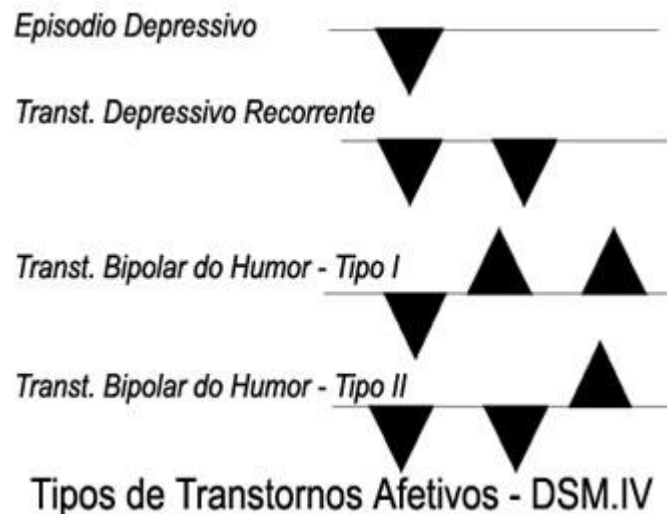 Episodio Depressivo
Transt. Depressivo Recorrente
Transt. Bipolar do Humor - Tipo I
Transt. Bipolar do Humor - Tipo II
Tipos de Transtornos Afetivos - DSM.IV